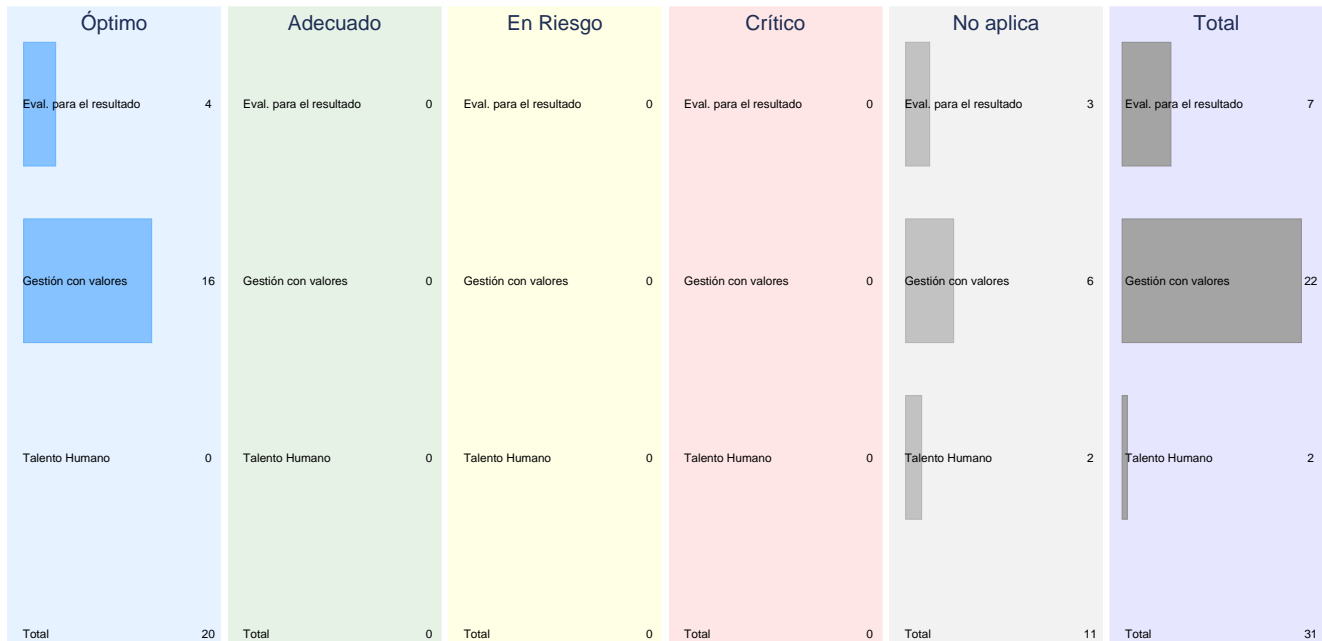 Óptimo Adecuado En Riesgo Crítico No aplica Total
Eval. para el resultado 4 Eval. para el resultado 0 Eval. para el resultado 0 Eval. para el resultado 0 Eval. para el resultado 3 Eval. para el resultado 7
Gestión con valores 16 Gestión con valores 0 Gestión con valores 0 Gestión con valores 0 Gestión con valores 6 Gestión con valores 22
Talento Humano 0 Talento Humano 0 Talento Humano 0 Talento Humano 0 Talento Humano 2 Talento Humano 2
Total 20 Total 0 Total 0 Total 0 Total 11 Total 31